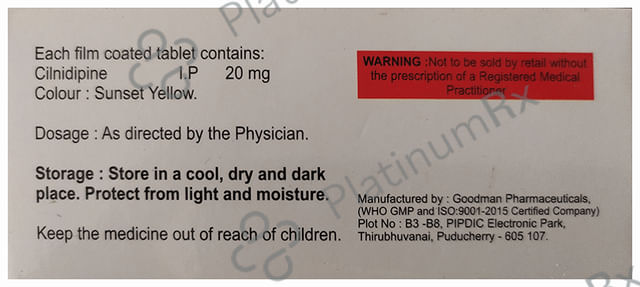 Each film coated tablet contains:
Cilnidipine I.P 20 mg
Colour : Sunset Yellow.
Dosage : As directed by the Physician.
Storage : Store in a cool, dry and dark
place. Protect from light and moisture.
Keep the medicine out of reach of children.
WARNING :Not to be sold by retail without
the prescription of a Registered Medical
Practitioner
Manufactured by : Goodman Pharmaceuticals,
(WHO GMP and ISO:9001-2015 Certified Company)
Plot No : B3 -B8, PIPDIC Electronic Park,
Thirubhuvanai, Puducherry - 605 107.
PlatinumRx